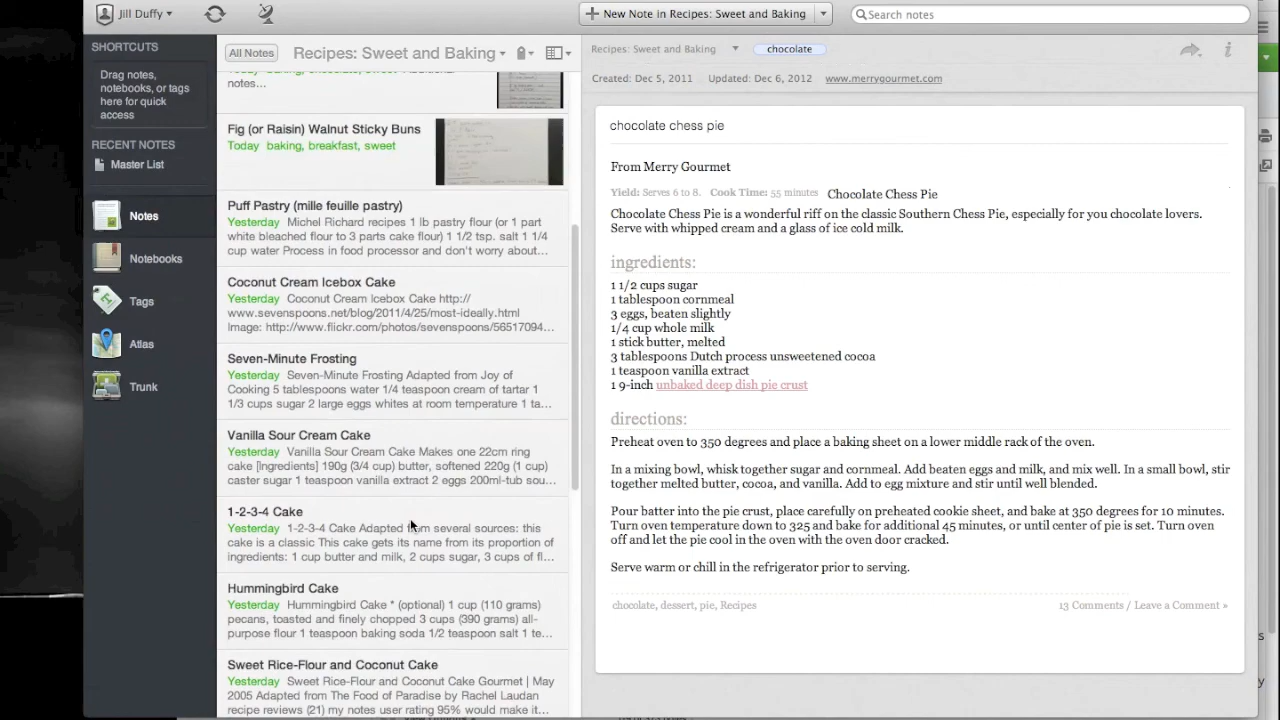 Jill Duffy
New Note in Recipes: Sweet and Baking
Search notes
SHORTCUTS
Drag notes,
notebooks, or tags
here for quick
access
RECENT NOTES
Master List
Notes
Notebooks
Tags
Atlas
Trunk
All Notes
Recipes: Sweet and Baking
notes...
Fig (or Raisin) Walnut Sticky Buns
Today baking, breakfast, sweet
Puff Pastry (mille feuille pastry)
Yesterday Michel Richard recipes 1 lb pastry flour (or 1 part
white bleached flour to 3 parts cake flour) 1 1/2 tsp. salt 1 1/4
cup water Process in food processor and don't worry about...
Coconut Cream Icebox Cake
Yesterday Coconut Cream Icebox Cake http://
www.sevenspoons.net/blog/2011/4/25/most-ideally.html
Image: http://www.flickr.com/photos/sevenspoons/56517094...
Seven-Minute Frosting
Yesterday Seven-Minute Frosting Adapted from Joy of
Cooking 5 tablespoons water 1/4 teaspoon cream of tartar 1
1/3 cups sugar 2 large eggs whites at room temperature 1 ta...
Vanilla Sour Cream Cake
Yesterday Vanilla Sour Cream Cake Makes one 22cm ring
cake [Ingredients] 190g (3/4 cup) butter, softened 220g (1 cup)
caster sugar 1 teaspoon vanilla extract 2 eggs 200ml-tub sou...
1-2-3-4 Cake
Yesterday 1-2-3-4 Cake Adapted from several sources: this
cake is a classic This cake gets its name from its proportion of
ingredients: 1 cup butter and milk, 2 cups sugar, 3 cups of fl...
Hummingbird Cake
Yesterday Hummingbird Cake * (optional) 1 cup (110 grams)
pecans, toasted and finely chopped 3 cups (390 grams) all-
purpose flour 1 teaspoon baking soda 1/2 teaspoon salt 1 te...
Sweet Rice-Flour and Coconut Cake
Yesterday Sweet Rice-Flour and Coconut Cake Gourmet | May
2005 Adapted from The Food of Paradise by Rachel Laudan
recipe reviews (21) my notes user rating 95% would make it...
Recipes: Sweet and Baking
chocolate
Created: Dec 5, 2011 Updated: Dec 6, 2012 www.merrygourmet.com
chocolate chess pie
From Merry Gourmet
Yield: Serves 6 to 8. Cook Time: 55 minutes Chocolate Chess Pie
Chocolate Chess Pie is a wonderful riff on the classic Southern Chess Pie, especially for you chocolate lovers.
Serve with whipped cream and a glass of ice cold milk.
ingredients:
1 1/2 cups sugar
1 tablespoon cornmeal
3 eggs, beaten slightly
1/4 cup whole milk
1 stick butter, melted
3 tablespoons Dutch process unsweetened cocoa
1 teaspoon vanilla extract
1 9-inch unbaked deep dish pie crust
directions:
Preheat oven to 350 degrees and place a baking sheet on a lower middle rack of the oven.
In a mixing bowl, whisk together sugar and cornmeal. Add beaten eggs and milk, and mix well. In a small bowl, stir
together melted butter, cocoa, and vanilla. Add to egg mixture and stir until well blended.
Pour batter into the pie crust, place carefully on preheated cookie sheet, and bake at 350 degrees for 10 minutes.
Turn oven temperature down to 325 and bake for additional 45 minutes, or until center of pie is set. Turn oven
off and let the pie cool in the oven with the oven door cracked.
Serve warm or chill in the refrigerator prior to serving.
chocolate, dessert, pie, Recipes
13 Comments / Leave a Comment »